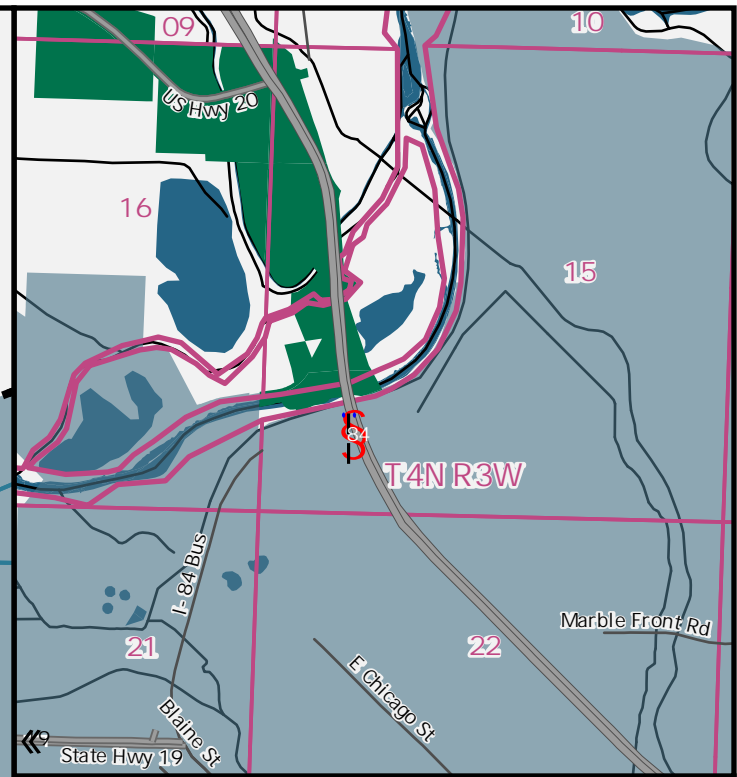 09
10
US Hwy 20
16
15
84
T4N R3W
I- 84 Bus
Marble Front Rd
21
22
E Chicago St
Blaine St
9
State Hwy 19